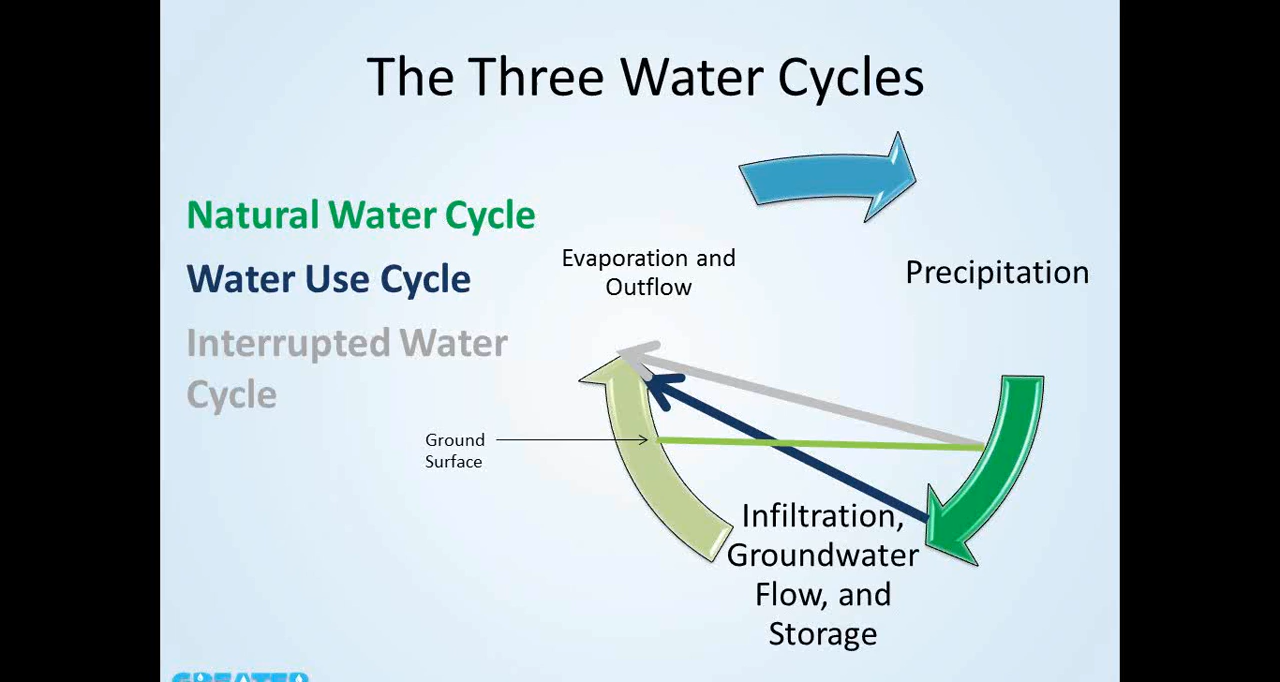 The Three Water Cycles
Natural Water Cycle
Water Use Cycle
Interrupted Water
Cycle
Evaporation and
Outflow
Precipitation
Ground
Surface
Infiltration,
Groundwater
Flow, and
Storage
GREATER